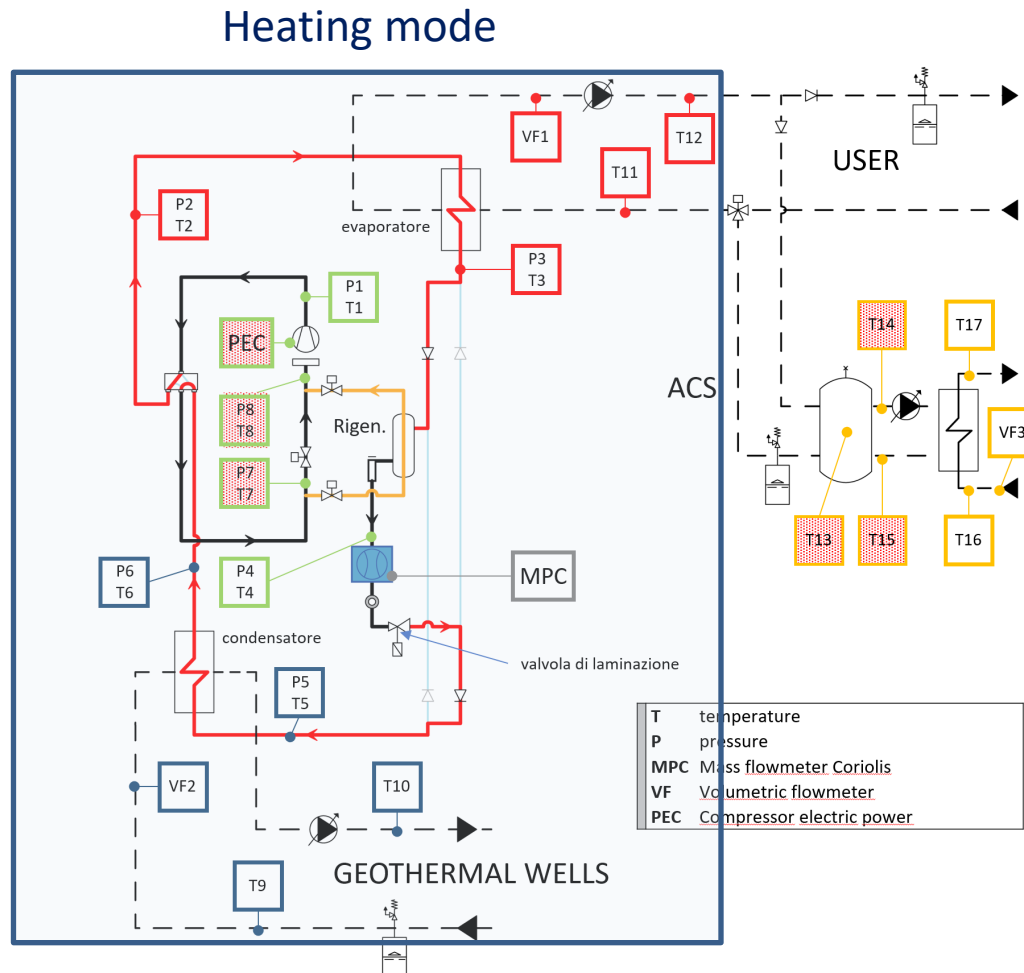 Heating mode
VF1
T12
T11
USER
P2
T2
evaporatore
P3
T3
P1
T1
PEC
T14
T17
ACS
P8
T8
Rigen.
VF3
P7
T7
T13
T15
T16
P6
T6
P4
T4
MPC
condensatore
valvola di laminazione
P5
T5
T temperature
P pressure
MPC Mass flowmeter Coriolis
VF Volumetric flowmeter
PEC Compressor electric power
VF2
T10
GEOTHERMAL WELLS
T9